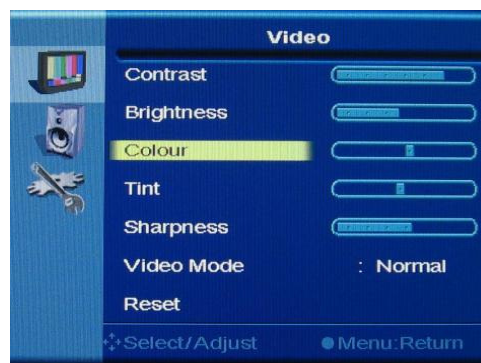 Video
Contrast
Brightness
Colour
Tint
Sharpness
Video Mode : Normal
Reset
Select/Adjust Menu:Return